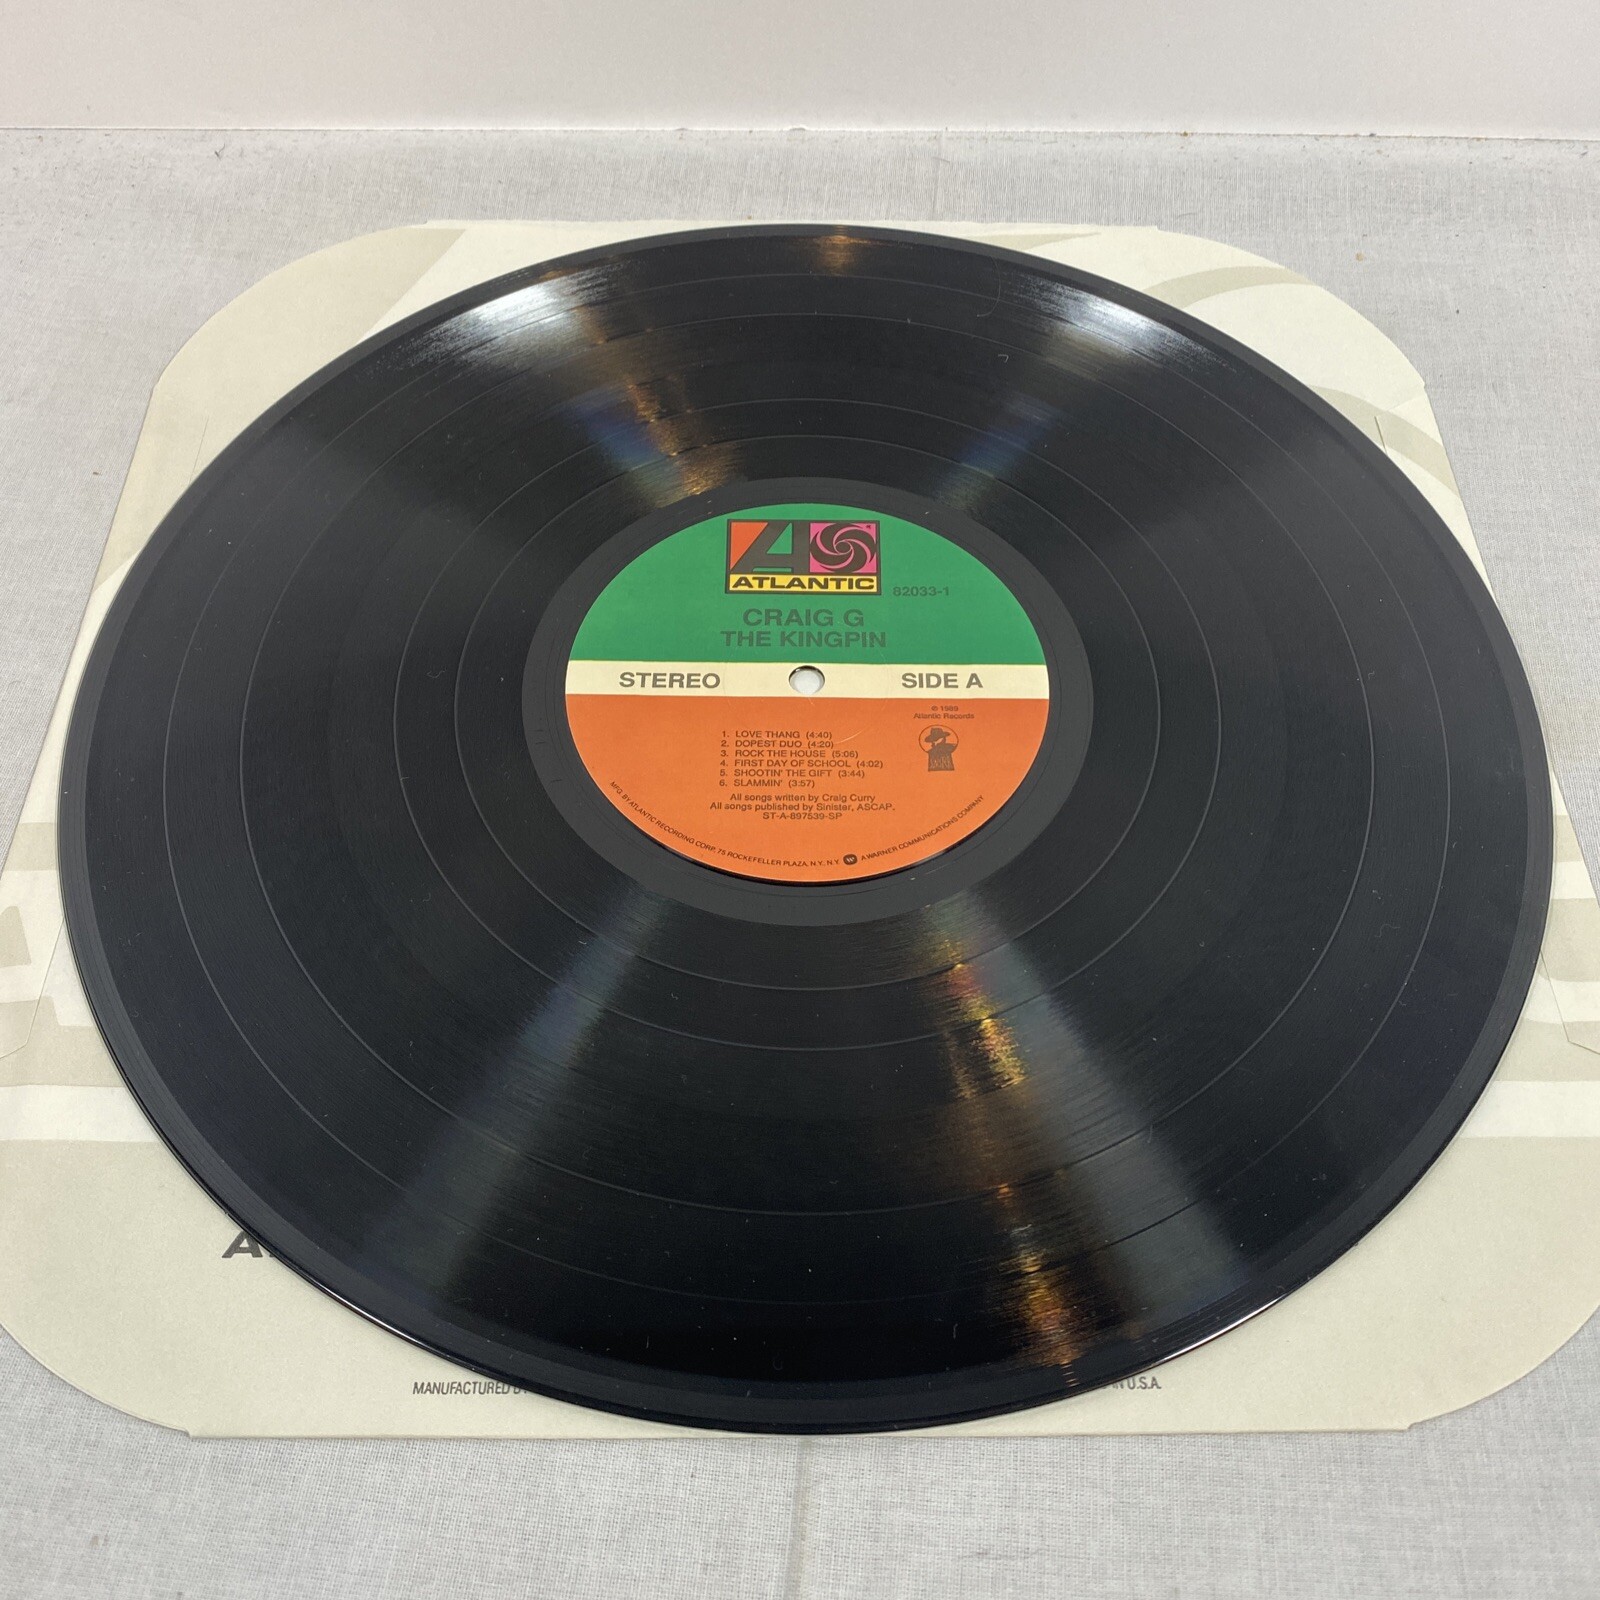 ATLANTIC
82033-1
CRAIG G
THE KINGPIN
STEREO
SIDE A
℗ 1989
Atlantic Records
1. LOVE THANG (4:40)
2. DOPEST DUO (4:20)
3. ROCK THE HOUSE (5:06)
4. FIRST DAY OF SCHOOL (4:02)
5. SHOOTIN' THE GIFT (3:44)
6. SLAMMIN' (3:57)
All songs written by Craig Curry
All songs published by Sinister, ASCAP.
ST-A-897539-SP
MFG. BY ATLANTIC RECORDING CORP., 75 ROCKEFELLER PLAZA, N.Y., N.Y. W A WARNER COMMUNICATIONS COMPANY
MANUFACTURED
U.S.A.